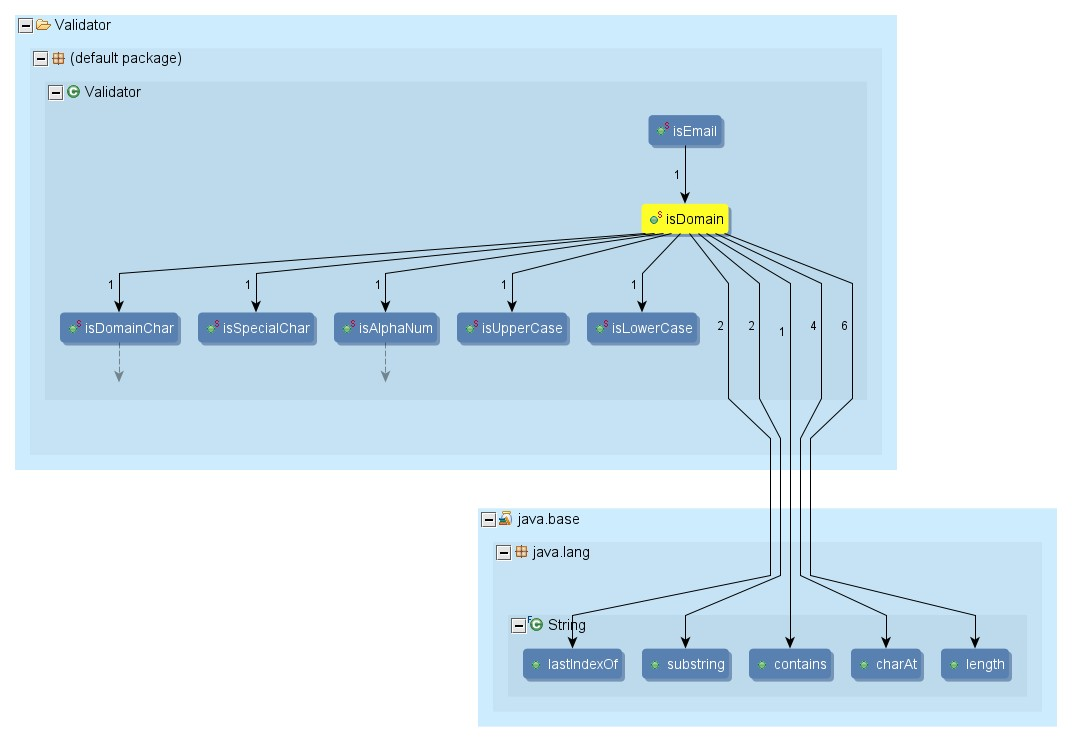 Validator
(default package)
Validator
isEmail
1
isDomain
1 1 1 1 1
isDomainChar isSpecialChar isAlphaNum isUpperCase isLowerCase
2 2 1 4 6
java.base
java.lang
String
lastIndexOf substring contains charAt length